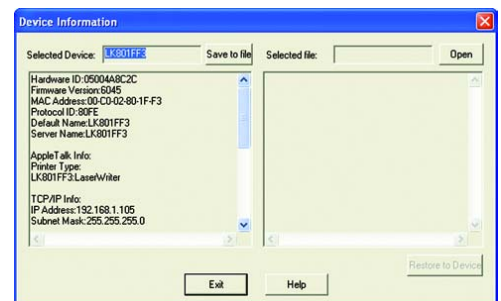 Device Information
Selected Device: LK801FF3 Save to file Selected file: Open
Hardware ID:05004A8C2C
Firmware Version:6045
MAC Address:00-C0-02-80-1F-F3
Protocol ID:80FE
Default Name:LK801FF3
Server Name:LK801FF3
AppleTalk Info:
Printer Type:
LK801FF3:LaserWriter
TCP/IP Info:
IP Address:192.168.1.105
Subnet Mask:255.255.255.0
Restore to Device
Exit Help